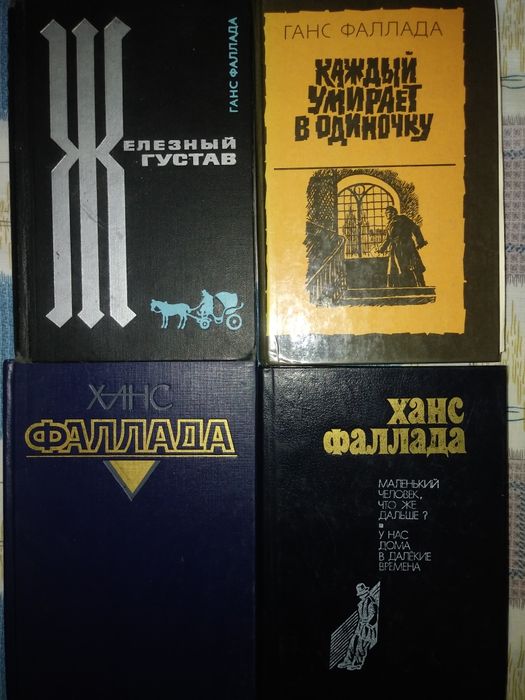 ГАНС ФАЛЛАДА
ЖЕЛЕЗНЫЙ
ГУСТАВ
ГАНС ФАЛЛАДА
КАЖДЫЙ
УМИРАЕТ
В ОДИНОЧКУ
ХАНС
ФАЛЛАДА
ХАНС
ФАЛЛАДА
МАЛЕНЬКИЙ
ЧЕЛОВЕК,
ЧТО ЖЕ
ДАЛЬШЕ?
У НАС
ДОМА
В ДАЛЕКИЕ
ВРЕМЕНА